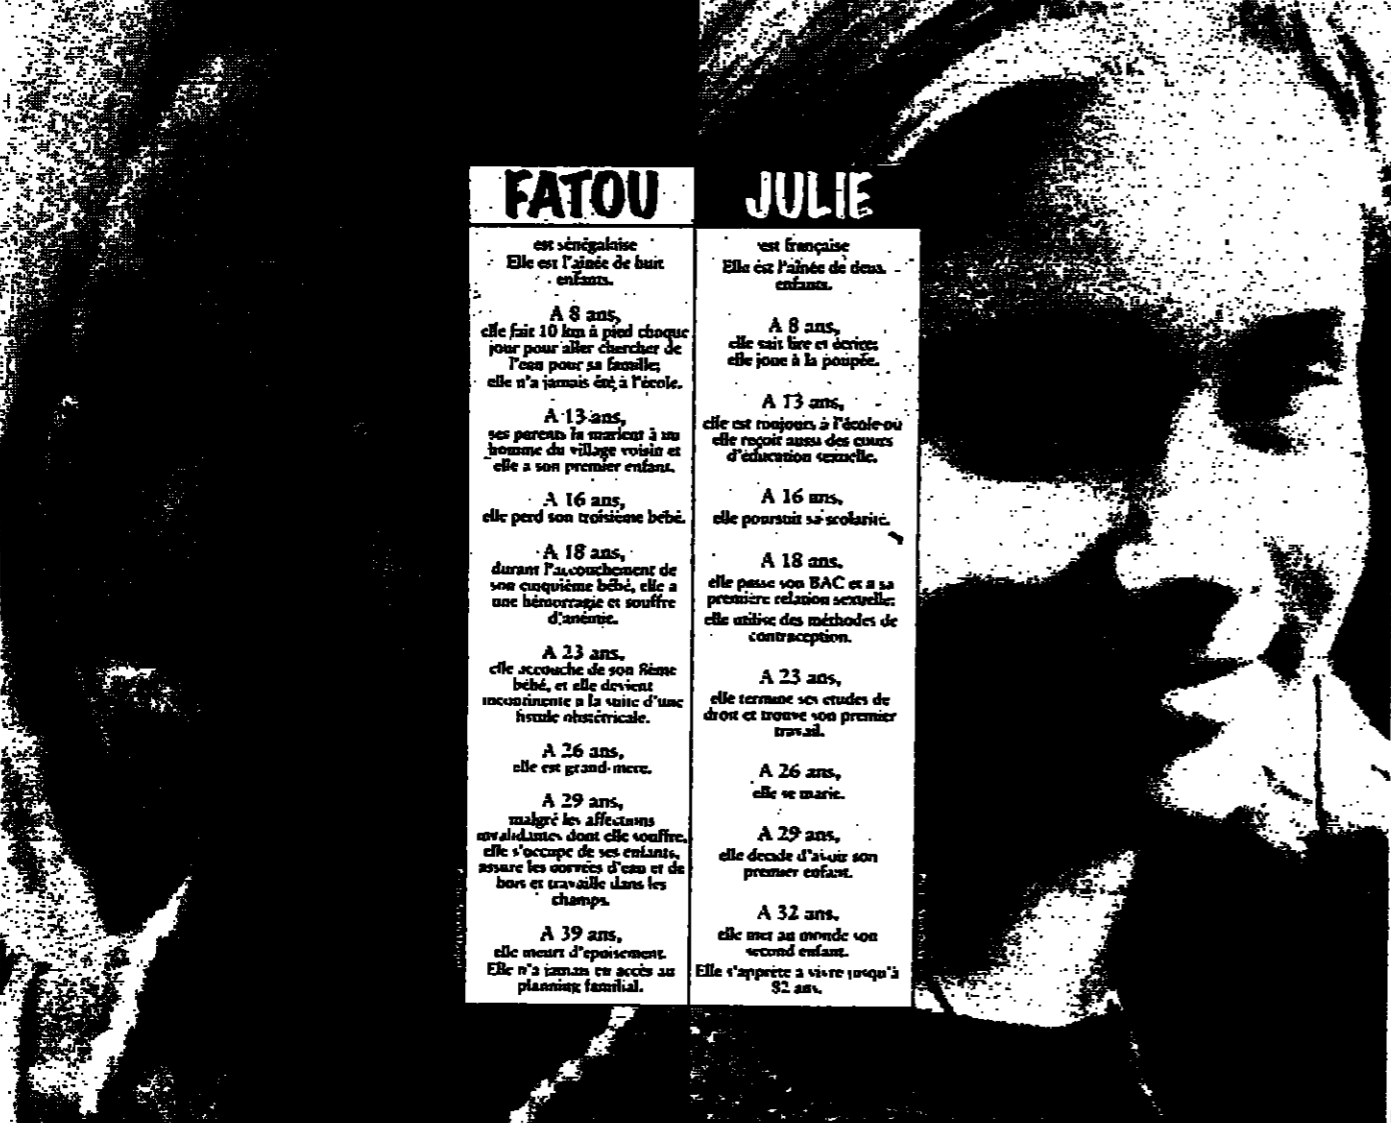 FATOU
est sénégalaise
Elle est l'aînée de huit
enfants.
A 8 ans,
elle fait 10 km à pied chaque
jour pour aller chercher de
l'eau pour sa famille;
elle n'a jamais été à l'école.
A 13 ans,
ses parents la marient à un
homme du village voisin et
elle a son premier enfant.
A 16 ans,
elle perd son troisième bébé.
A 18 ans,
durant l'accouchement de
son cinquième bébé, elle a
une hémorragie et souffre
d'anémie.
A 23 ans,
elle accouche de son 8ème
bébé, et elle devient
incontinente à la suite d'une
fistule obstétricale.
A 26 ans,
elle est grand-mère.
A 29 ans,
malgré les affections
invalidantes dont elle souffre,
elle s'occupe de ses enfants,
assure les corvées d'eau et de
bois et travaille dans les
champs.
A 39 ans,
elle meurt d'épuisement.
Elle n'a jamais eu accès au
planning familial.
JULIE
est française
Elle est l'aînée de deux
enfants.
A 8 ans,
elle sait lire et écrire;
elle joue à la poupée.
A 13 ans,
elle est toujours à l'école où
elle reçoit aussi des cours
d'éducation sexuelle.
A 16 ans,
elle poursuit sa scolarité.
A 18 ans,
elle passe son BAC et a sa
première relation sexuelle;
elle utilise des méthodes de
contraception.
A 23 ans,
elle termine ses études de
droit et trouve son premier
travail.
A 26 ans,
elle se marie.
A 29 ans,
elle décide d'avoir son
premier enfant.
A 32 ans,
elle met au monde son
second enfant.
Elle s'apprête à vivre jusqu'à
82 ans.